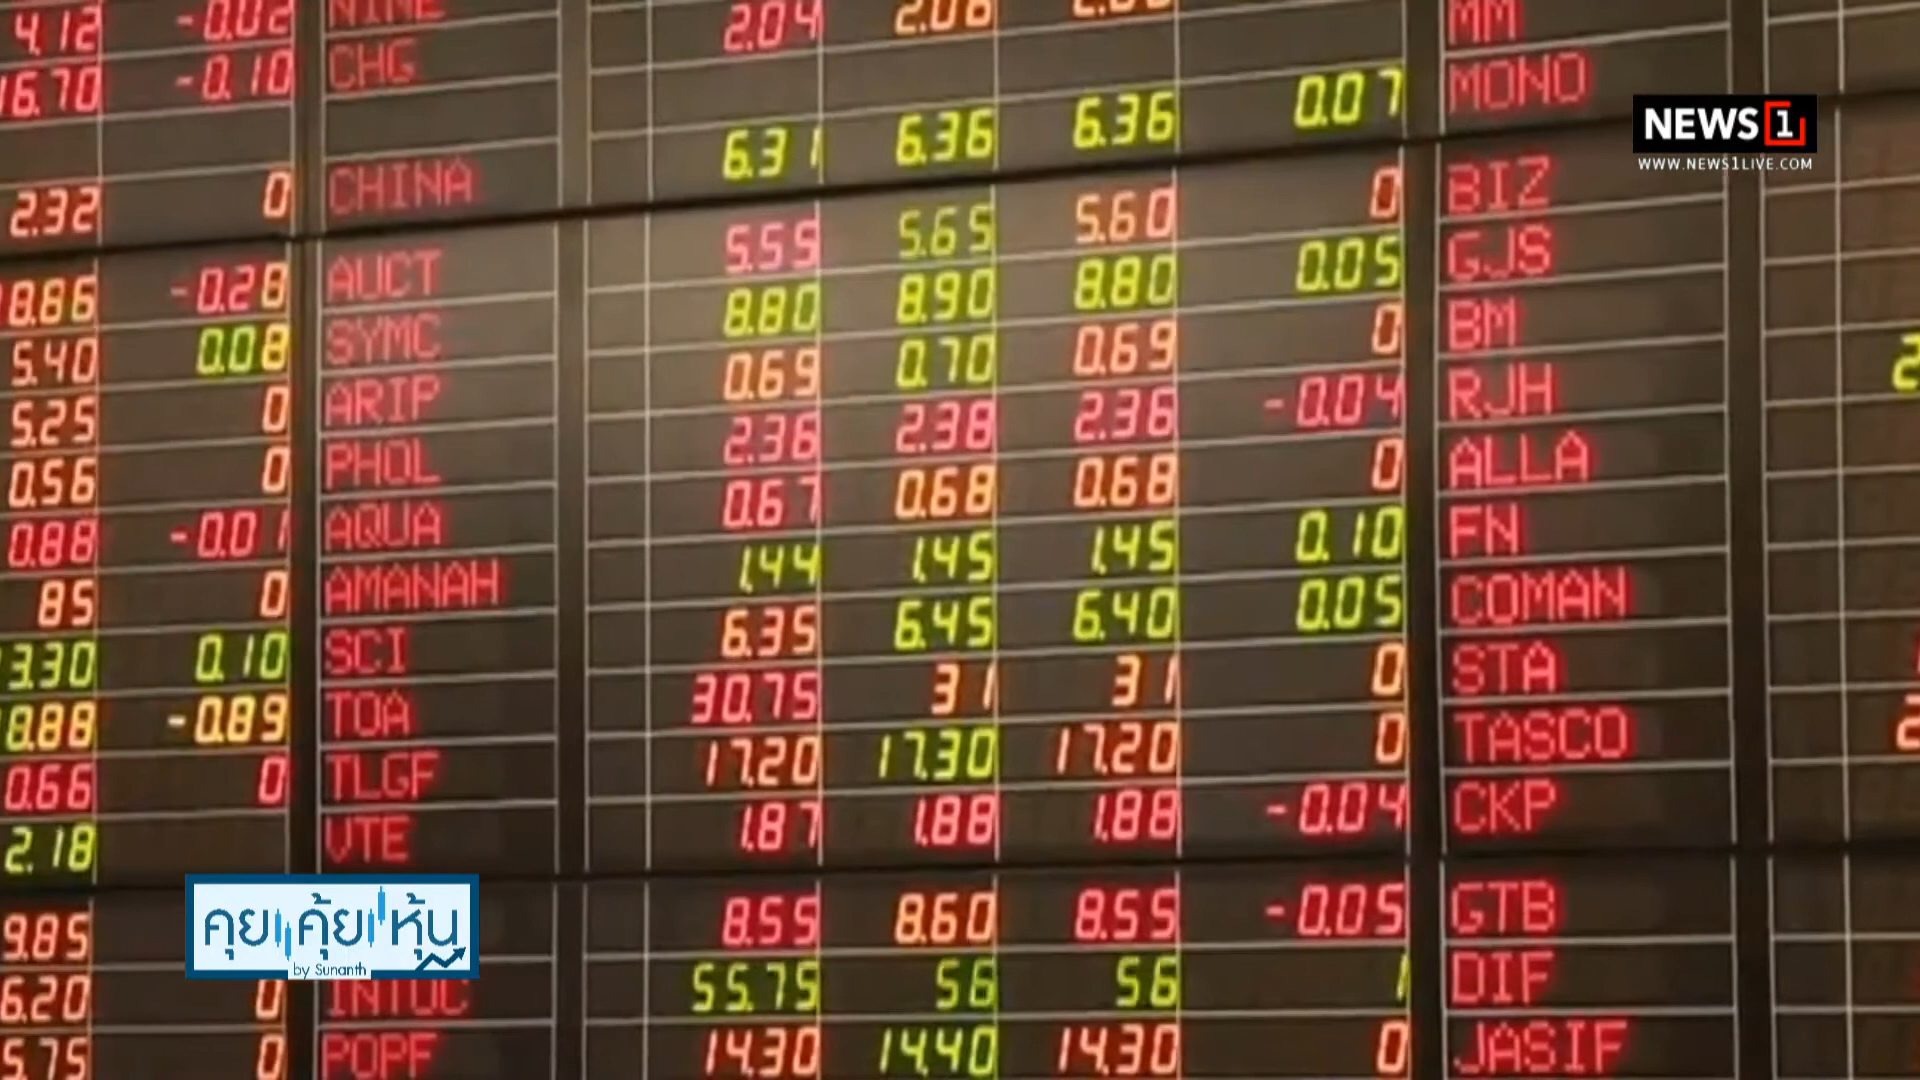 4.12 -0.02 NINE
16.70 -0.10 CHG 2.04 2.06
MM
2.32 0 CHINA 6.31 6.36 6.36 0.07 MONO
8.86 -0.28 AUCT 5.55 5.65 5.60 0 BIZ
5.40 0.08 SYMC 8.80 8.90 8.80 0.05 GJS
5.25 0 ARIP 0.69 0.70 0.69 0 BM
0.56 0 PHOL 2.36 2.38 2.36 -0.04 RJH
0.88 -0.01 AQUA 0.67 0.68 0.68 0 ALLA
85 0 AMANAH 1.44 1.45 1.45 0.10 FN
3.30 0.10 SCI 6.35 6.45 6.40 0.05 COMAN
8.88 -0.89 TOA 30.75 31 31 0 STA
0.66 0 TLGF 17.20 17.30 17.20 0 TASCO
2.18 VTE 1.87 1.88 1.88 -0.04 CKP
9.85 8.55 8.60 8.55 -0.05 GTB
6.20 0 INTUC 55.75 56 56 1 DIF
5.75 0 POPF 14.30 14.40 14.30 0 JASIF
NEWS 1
WWW.NEWS1LIVE.COM
คุย คุ้ย หุ้น
by Sunanth